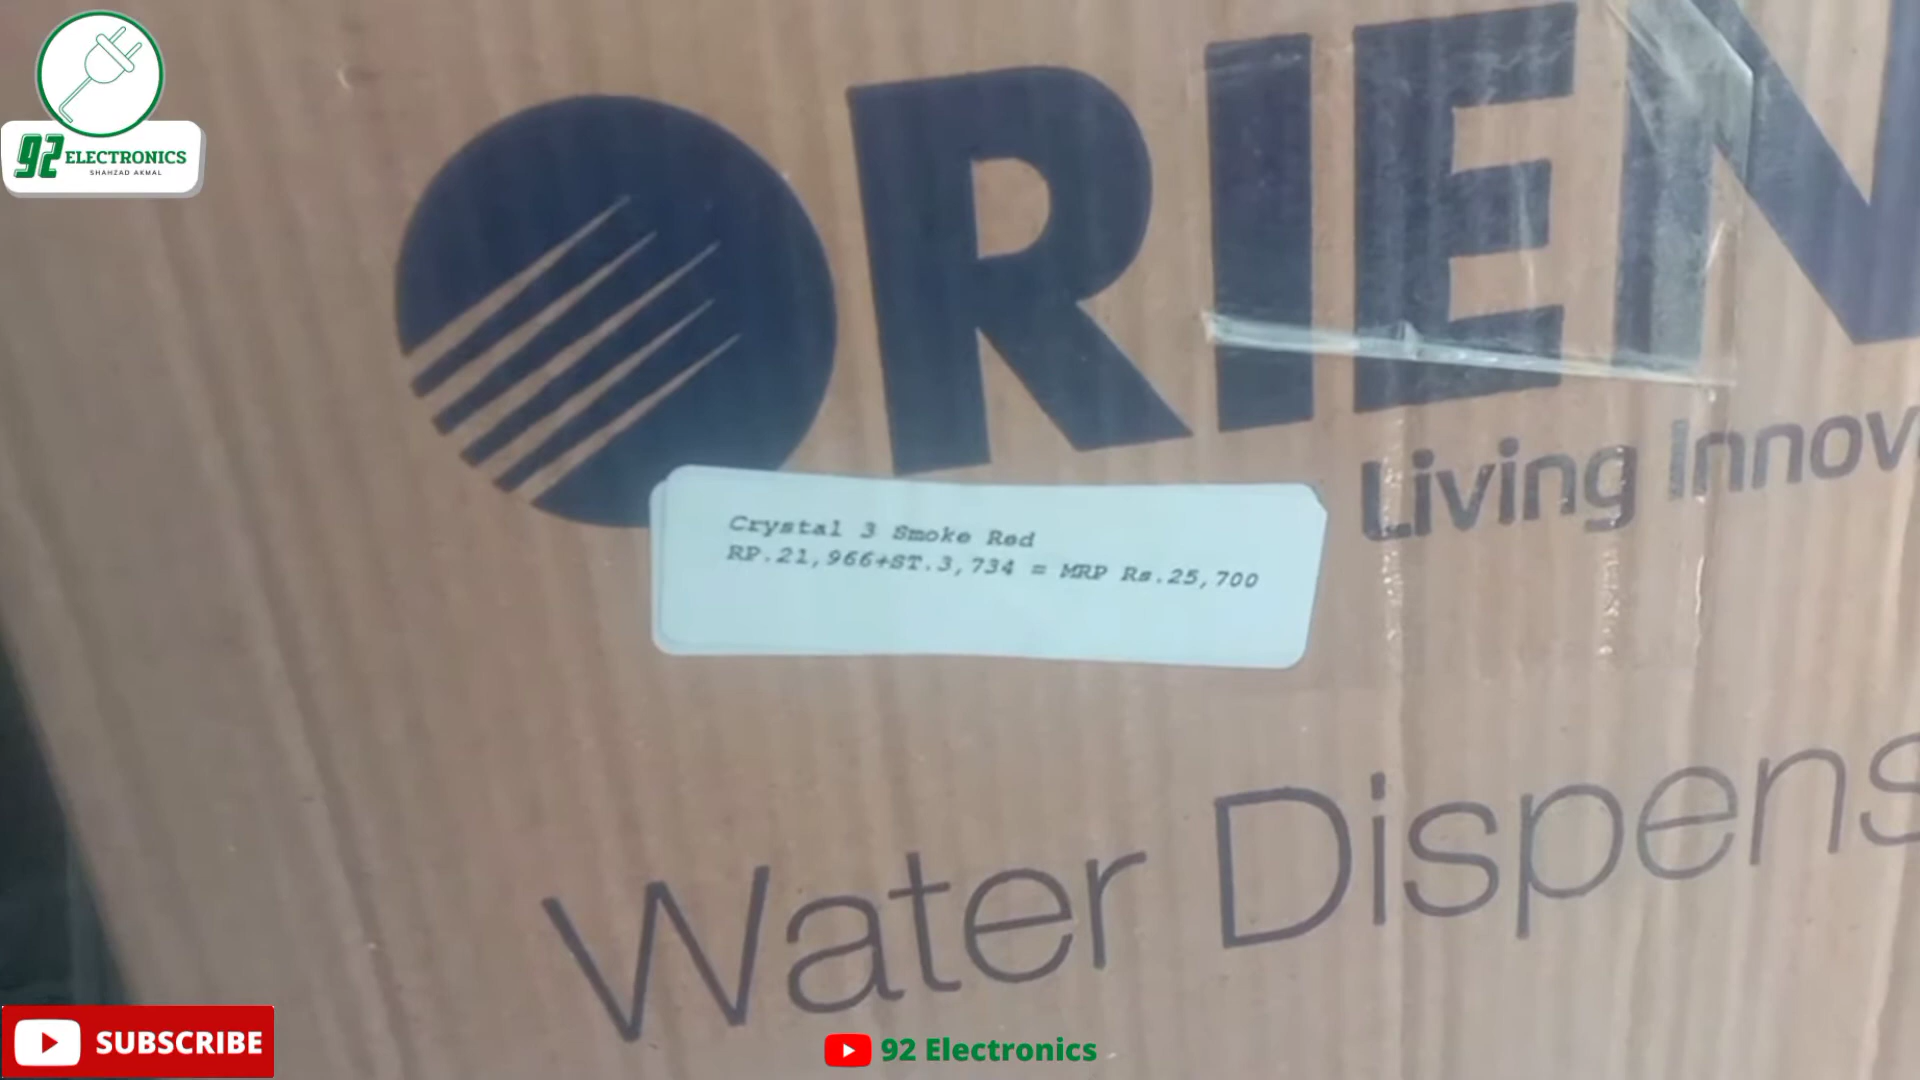 92 ELECTRONICS
SHAHZAD AKMAL
ORIEN
Living Innov
Crystal 3 Smoke Red
RP.21,966+ST.3,734 = MRP Rs.25,700
Water Dispens
SUBSCRIBE
92 Electronics